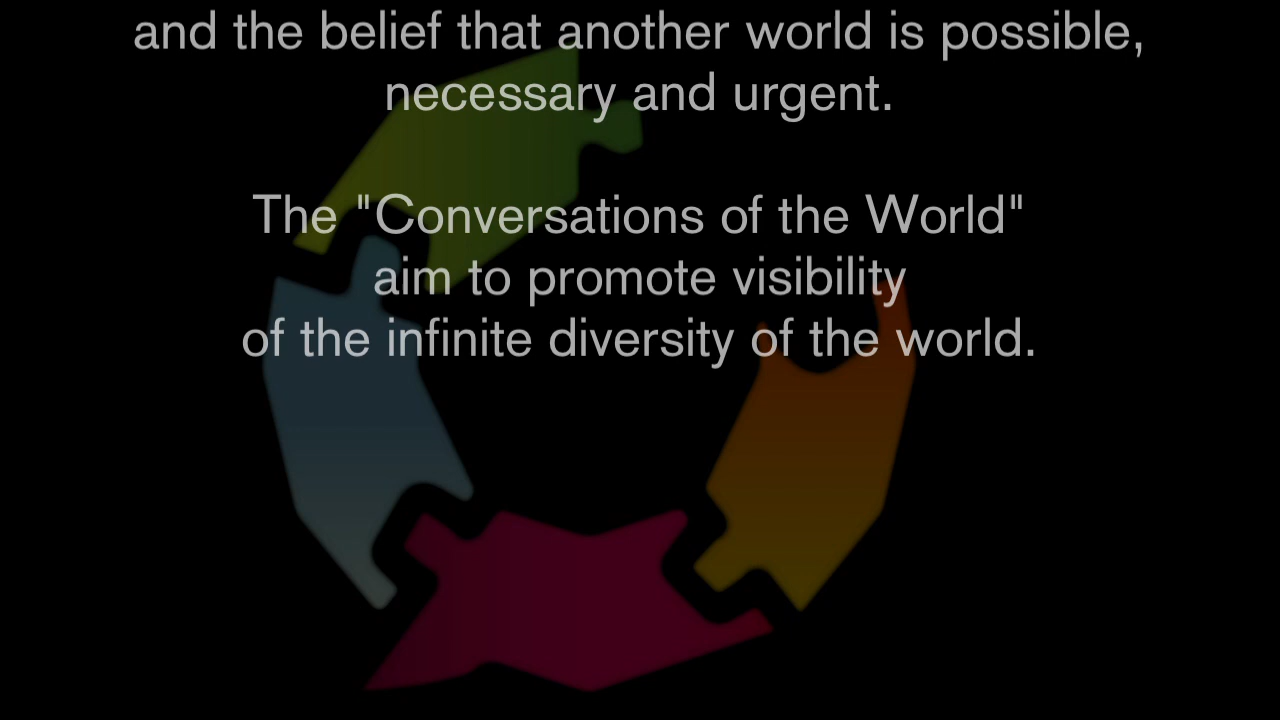 and the belief that another world is possible,
necessary and urgent.
The "Conversations of the World"
aim to promote visibility
of the infinite diversity of the world.